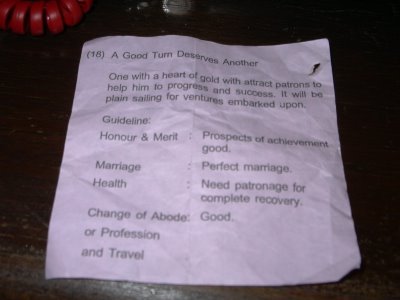 (18) A Good Turn Deserves Another
One with a heart of gold with attract patrons to
help him to progress and success. It will be
plain sailing for ventures embarked upon.
Guideline:
Honour & Merit : Prospects of achievement
good.
Marriage : Perfect marriage.
Health : Need patronage for
complete recovery.
Change of Abode: Good.
or Profession
and Travel